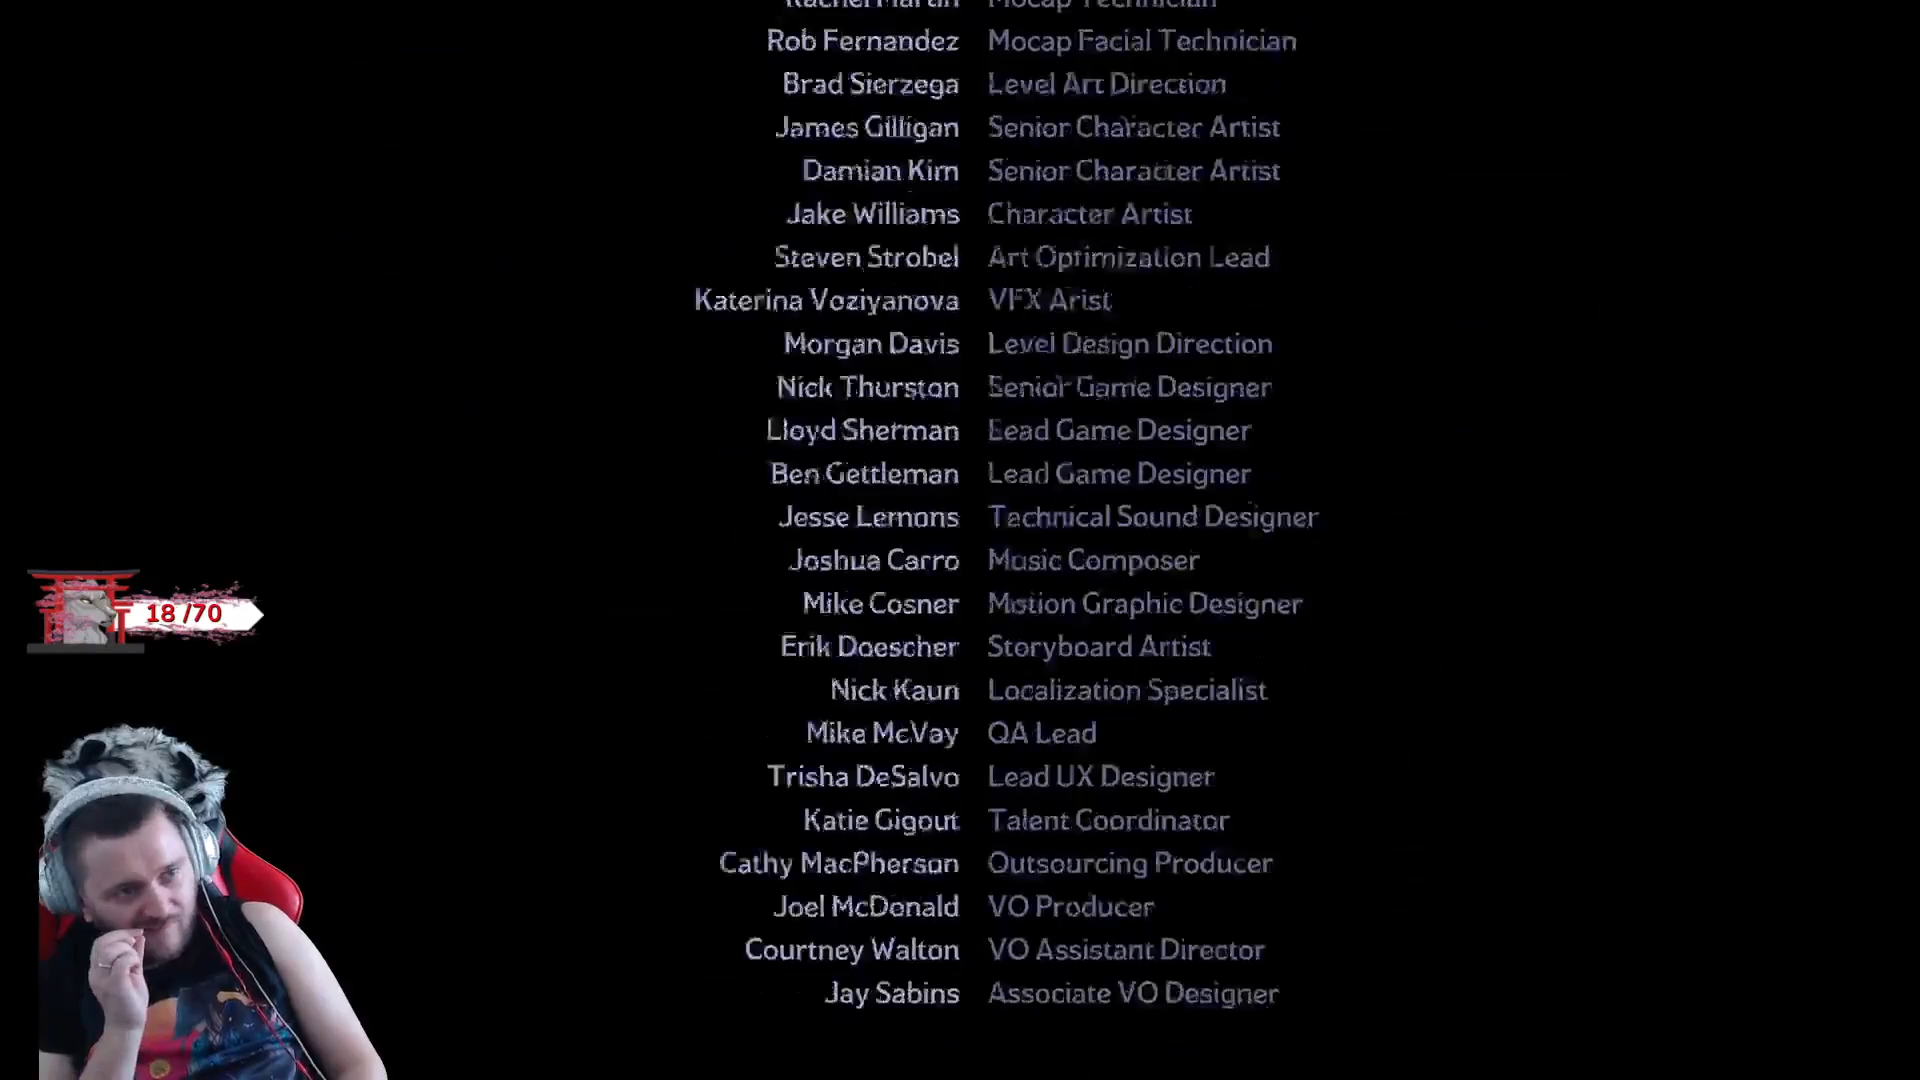 Rachel Martin Mocap Technician
Rob Fernandez Mocap Facial Technician
Brad Sierzega Level Art Direction
James Gilligan Senior Character Artist
Damian Kim Senior Character Artist
Jake Williams Character Artist
Steven Strobel Art Optimization Lead
Katerina Voziyanova VFX Arist
Morgan Davis Level Design Direction
Nick Thurston Senior Game Designer
Lloyd Sherman Lead Game Designer
Ben Gettleman Lead Game Designer
Jesse Lemons Technical Sound Designer
Joshua Carro Music Composer
Mike Cosner Motion Graphic Designer
Erik Doescher Storyboard Artist
Nick Kaun Localization Specialist
Mike McVay QA Lead
Trisha DeSalvo Lead UX Designer
Katie Gigout Talent Coordinator
Cathy MacPherson Outsourcing Producer
Joel McDonald VO Producer
Courtney Walton VO Assistant Director
Jay Sabins Associate VO Designer
18 /70